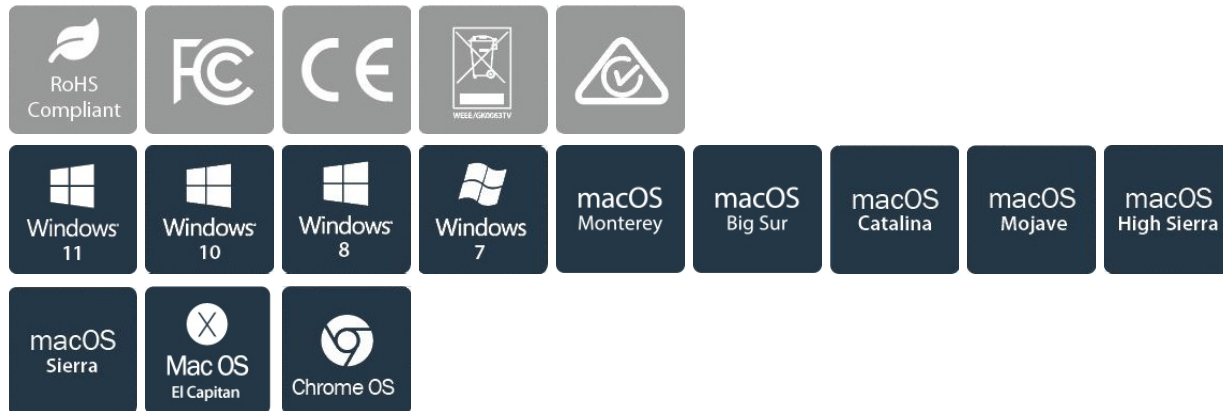 RoHS
Compliant
FC
CE
WEEE/GK0063TV
Windows
11
Windows
10
Windows
8
Windows
7
macOS
Monterey
macOS
Big Sur
macOS
Catalina
macOS
Mojave
macOS
High Sierra
macOS
Sierra
X
Mac OS
El Capitan
Chrome OS